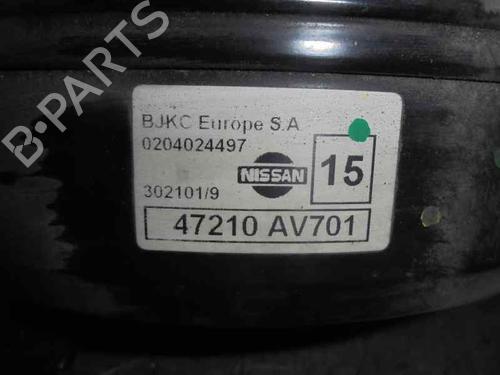 BJKC Europe S.A
0204024497
NISSAN
15
302101/9
47210 AV701
B-PARTS